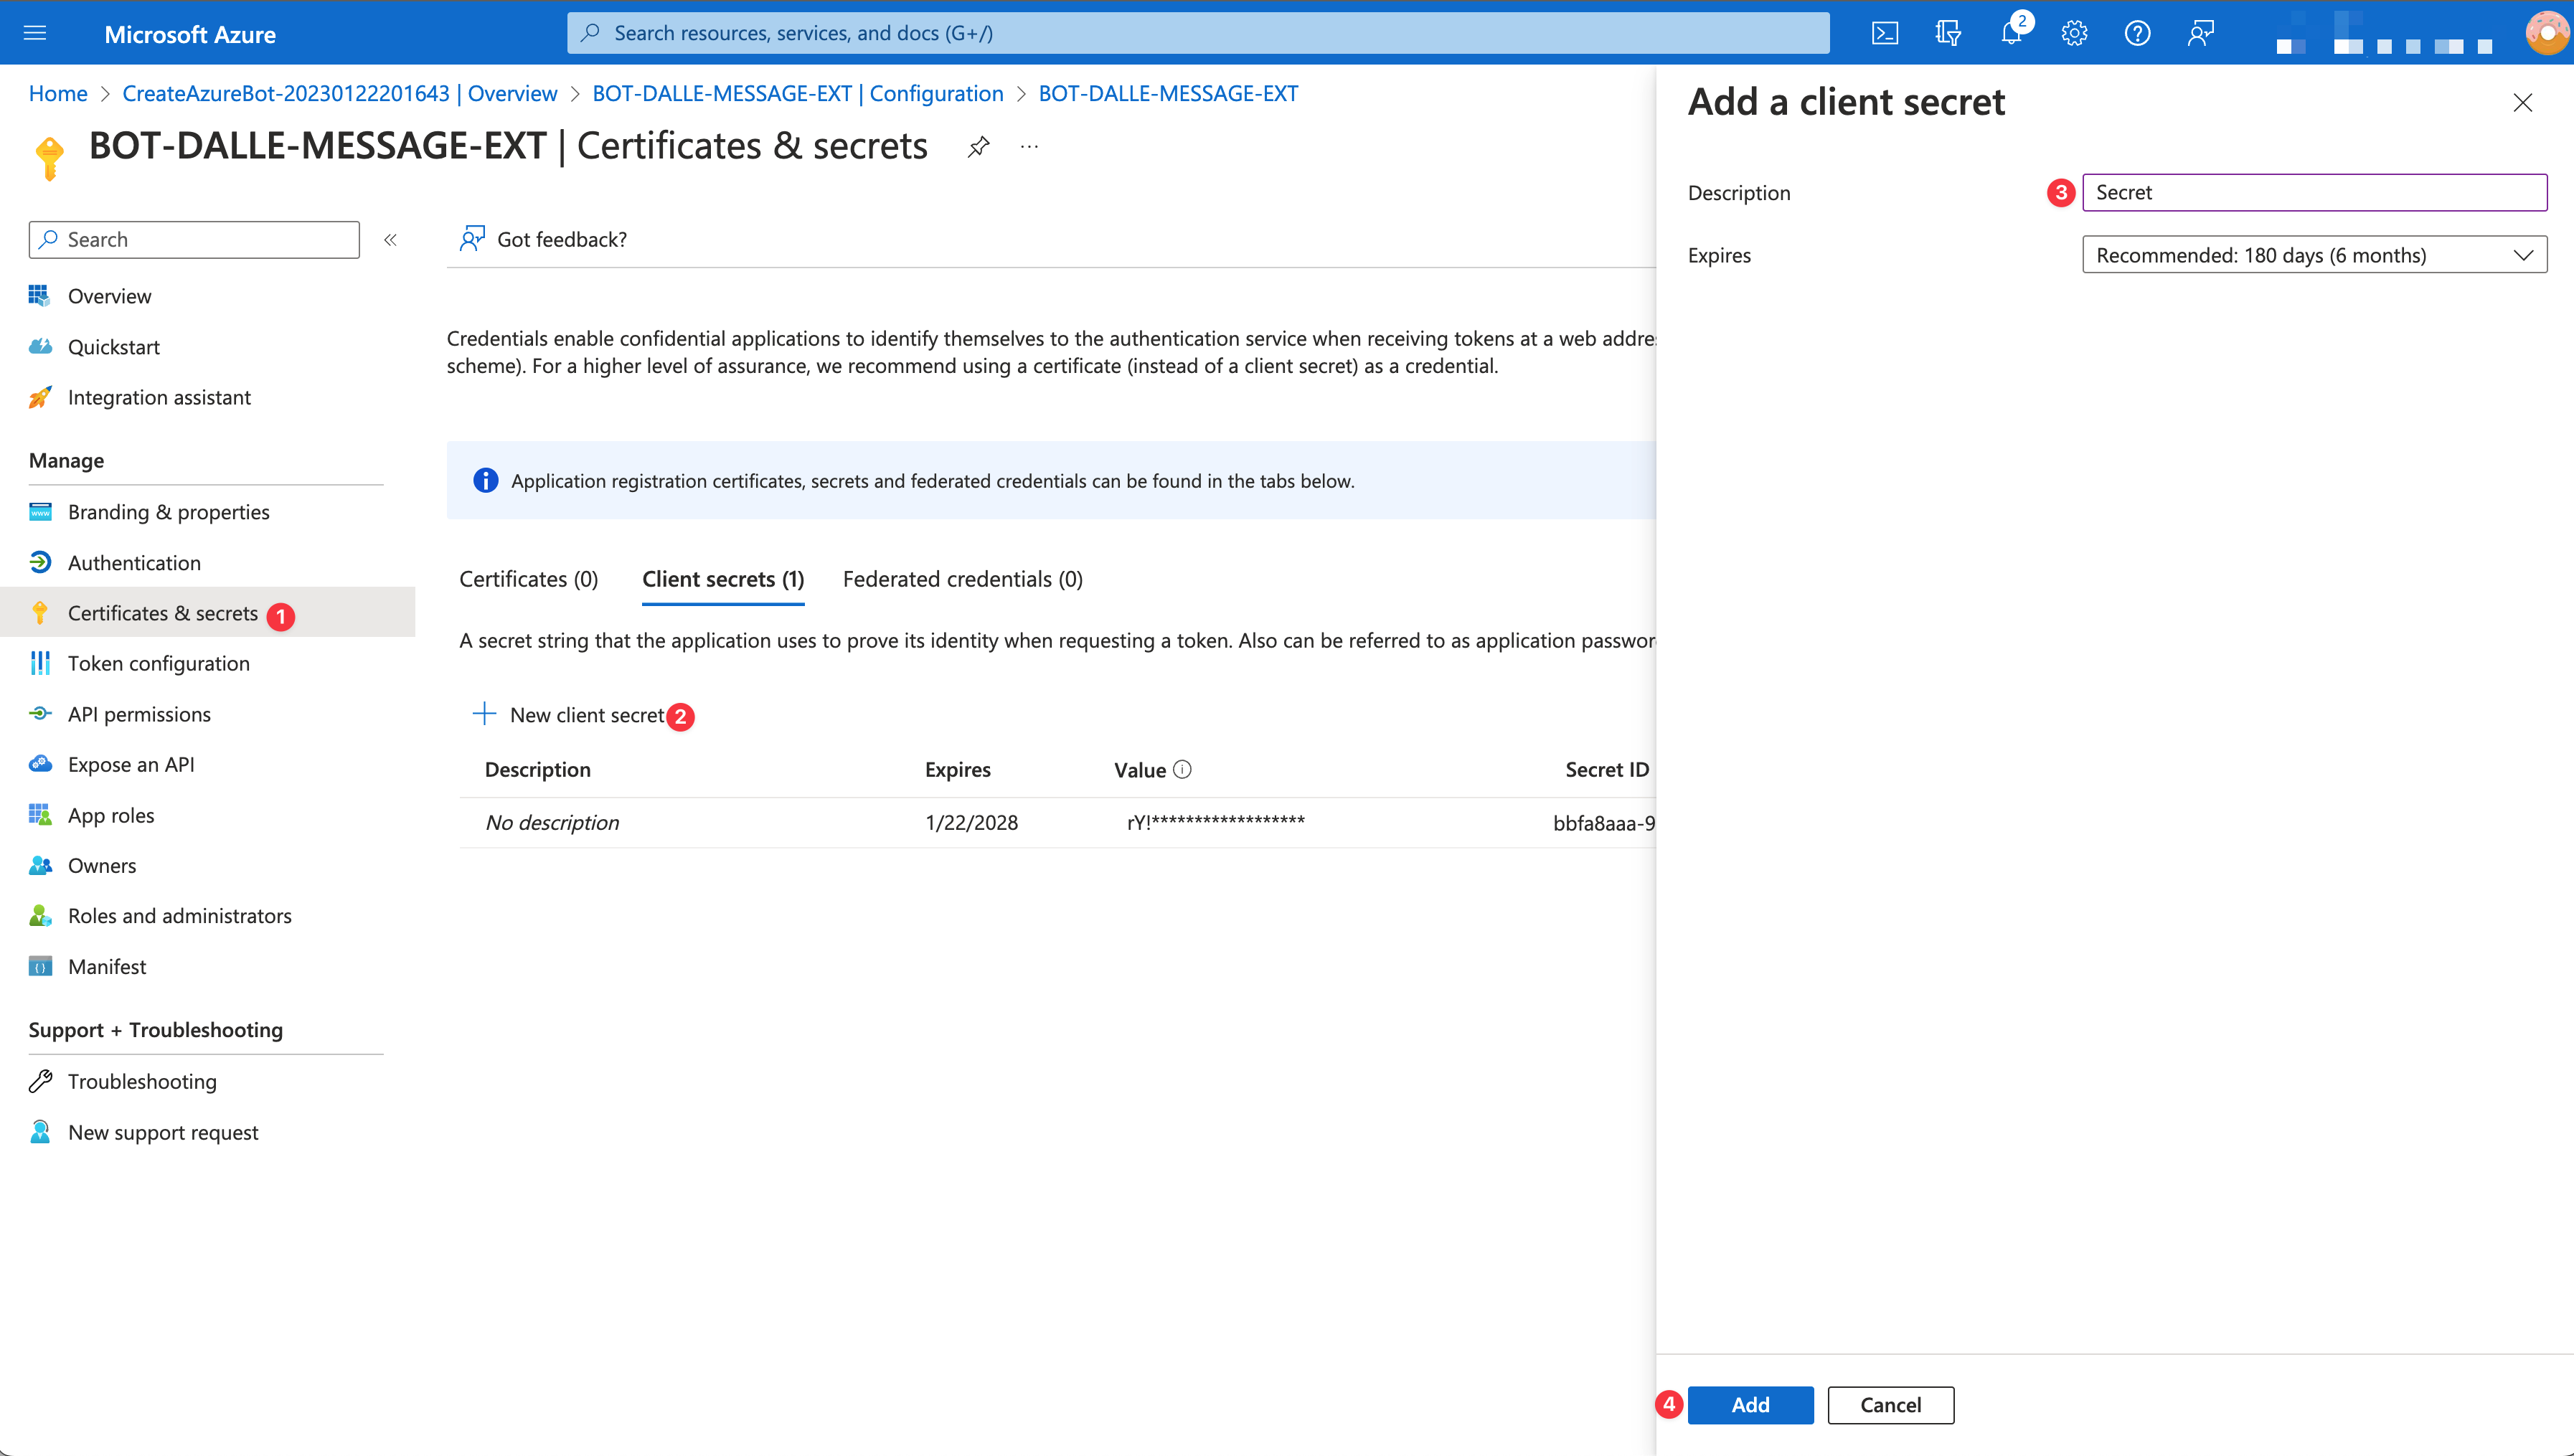 Microsoft Azure
Search resources, services, and docs (G+/)
2
Home > CreateAzureBot-20230122201643 | Overview > BOT-DALLE-MESSAGE-EXT | Configuration > BOT-DALLE-MESSAGE-EXT
BOT-DALLE-MESSAGE-EXT | Certificates & secrets
...
Search
«
Overview
Quickstart
Integration assistant
Manage
Branding & properties
Authentication
Certificates & secrets 1
Token configuration
API permissions
Expose an API
App roles
Owners
Roles and administrators
Manifest
Support + Troubleshooting
Troubleshooting
New support request
Got feedback?
Credentials enable confidential applications to identify themselves to the authentication service when receiving tokens at a web addre
scheme). For a higher level of assurance, we recommend using a certificate (instead of a client secret) as a credential.
Application registration certificates, secrets and federated credentials can be found in the tabs below.
Certificates (0) Client secrets (1) Federated credentials (0)
A secret string that the application uses to prove its identity when requesting a token. Also can be referred to as application passwor
New client secret 2
Description Expires Value Secret ID
No description 1/22/2028 rY!****************** bbfa8aaa-9
Add a client secret
Description 3 Secret
Expires Recommended: 180 days (6 months)
4 Add Cancel